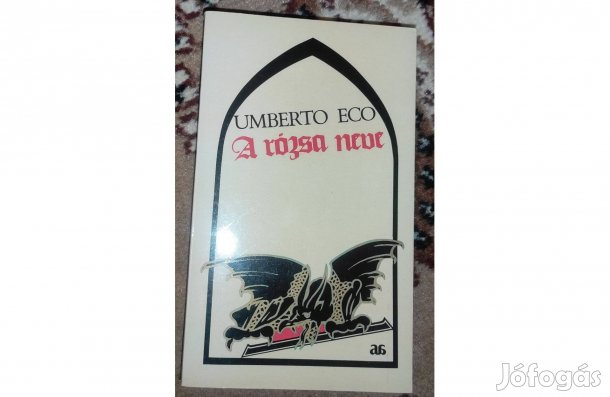 UMBERTO ECO
A rózsa neve
Jófogás